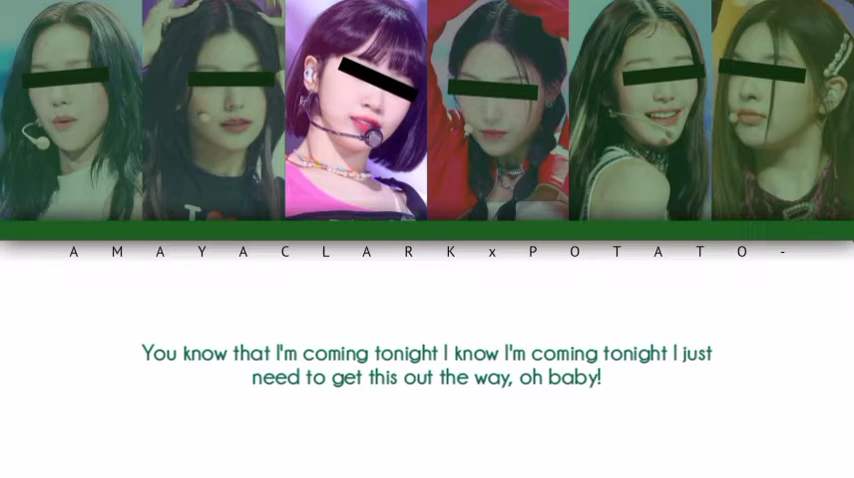 A M A Y A C L A R K x P O T A T O -
You know that I'm coming tonight I know I'm coming tonight I just
need to get this out the way, oh baby!